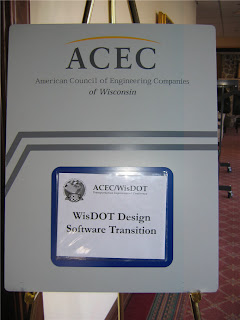 ACEC
American Council of Engineering Companies
of Wisconsin
ACEC/WisDOT
WisDOT Design
Software Transition